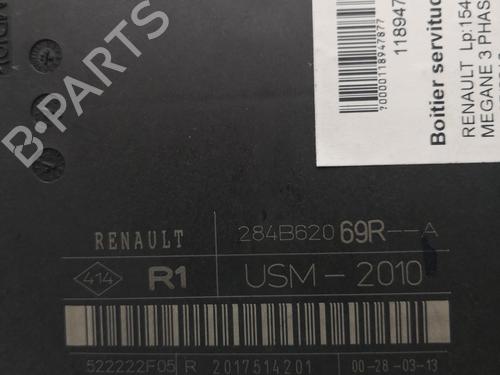 B-PARTS
?0000118947877
118947
Boitier servitud
RENAULT Lp:154
MEGANE 3 PHAS
RENAULT 284B620 69R--A
414 R1 USM-2010
522222F05 R 2017514201 00-28-03-13